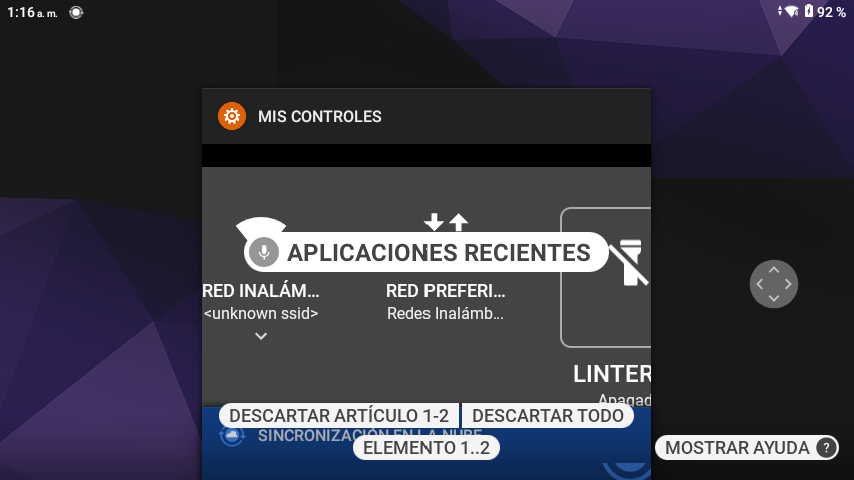 1:16 a. m.
92 %
MIS CONTROLES
APLICACIONES RECIENTES
RED INALÁM...
RED PREFERI...
<unknown ssid>
Redes Inalámb...
LINTER
Apagad
DESCARTAR ARTÍCULO 1-2
DESCARTAR TODO
SINCRONIZACIÓN EN LA NUBE
ELEMENTO 1..2
MOSTRAR AYUDA ?